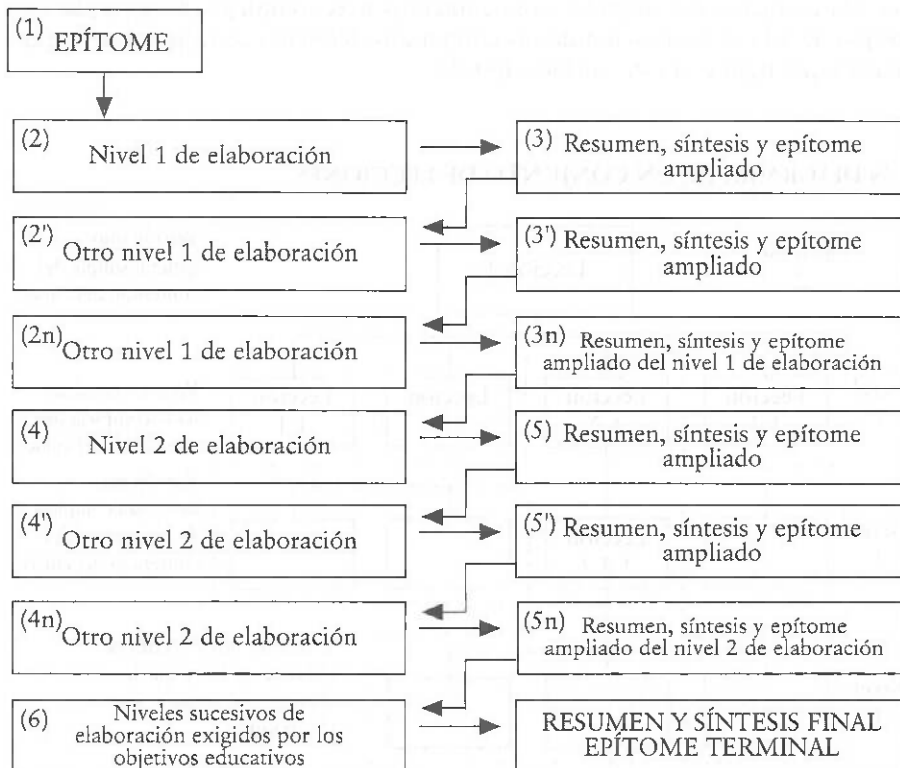 (1) EPÍTOME
(2) Nivel 1 de elaboración
(3) Resumen, síntesis y epítome
ampliado
(2') Otro nivel 1 de elaboración
(3') Resumen, síntesis y epítome
ampliado
(2n) Otro nivel 1 de elaboración
(3n) Resumen, síntesis y epítome
ampliado del nivel 1 de elaboración
(4) Nivel 2 de elaboración
(5) Resumen, síntesis y epítome
ampliado
(4') Otro nivel 2 de elaboración
(5') Resumen, síntesis y epítome
ampliado
(4n) Otro nivel 2 de elaboración
(5n) Resumen, síntesis y epítome
ampliado del nivel 2 de elaboración
(6) Niveles sucesivos de
elaboración exigidos por los
objetivos educativos
RESUMEN Y SÍNTESIS FINAL
EPÍTOME TERMINAL